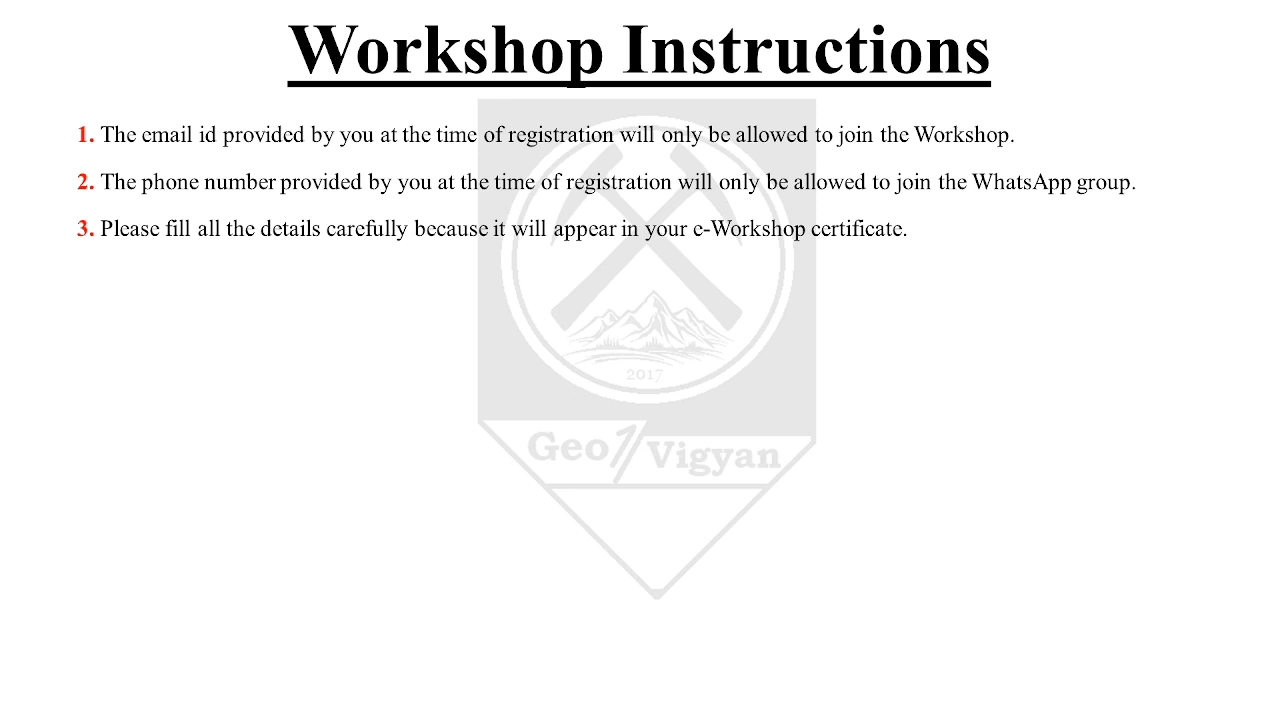 Workshop Instructions
1. The email id provided by you at the time of registration will only be allowed to join the Workshop.
2. The phone number provided by you at the time of registration will only be allowed to join the WhatsApp group.
3. Please fill all the details carefully because it will appear in your e-Workshop certificate.
2017
Geo Vigyan